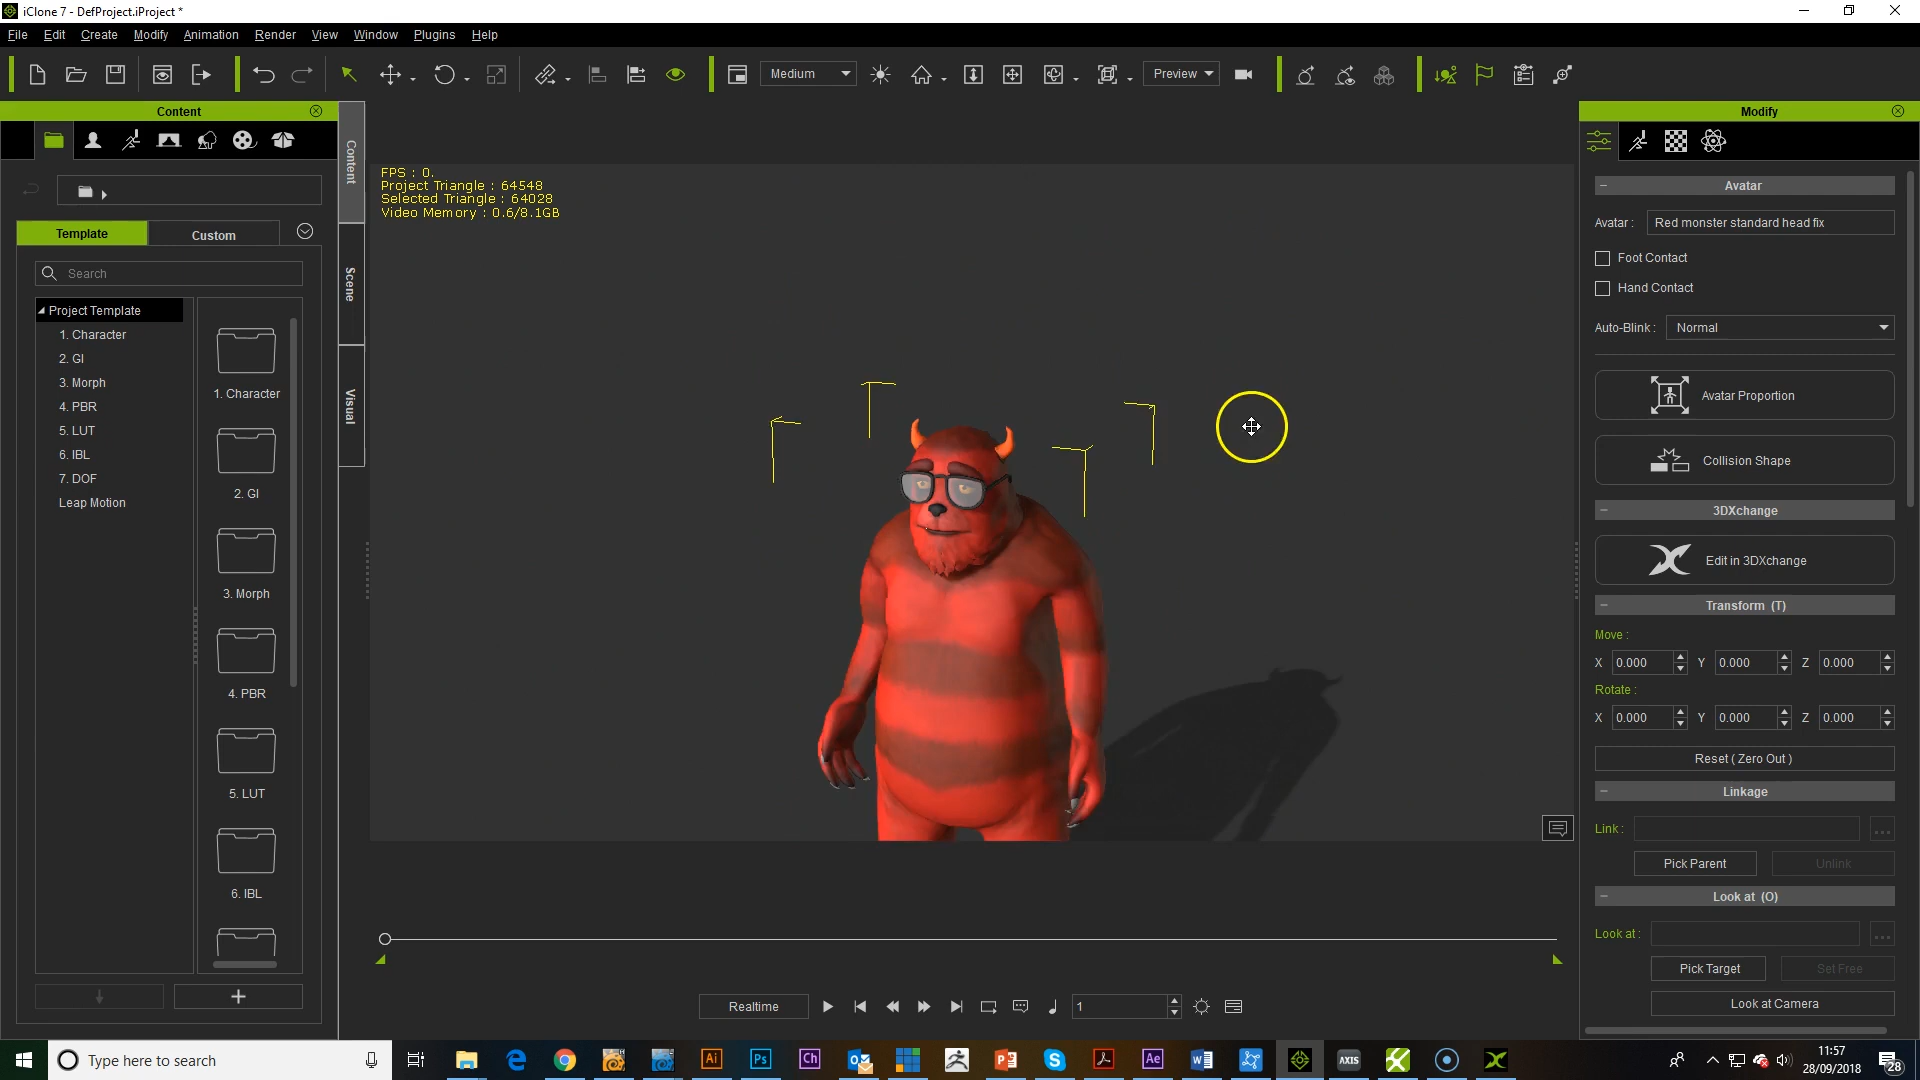 iClone 7 - DefProject.iProject *
File Edit Create Modify Animation Render View Window Plugins Help
Medium
Preview
Content
Modify
Template
Custom
Search
Project Template
1. Character
2. GI
3. Morph
4. PBR
5. LUT
6. IBL
7. DOF
Leap Motion
1. Character
2. GI
3. Morph
4. PBR
5. LUT
6. IBL
Content
Scene
Visual
FPS : 0.
Project Triangle : 64548
Selected Triangle : 64028
Video Memory : 0.6/8.1GB
Realtime
1
Avatar
Avatar : Red monster standard head fix
Foot Contact
Hand Contact
Auto-Blink : Normal
Avatar Proportion
Collision Shape
3DXchange
Edit in 3DXchange
Transform (T)
Move :
X 0.000 Y 0.000 Z 0.000
Rotate :
X 0.000 Y 0.000 Z 0.000
Reset ( Zero Out )
Linkage
Link : ...
Pick Parent Unlink
Look at (O)
Look at : ...
Pick Target Set Free
Look at Camera
Type here to search
Ai Ps Ch Ae AXIS
11:57
28/09/2018
28